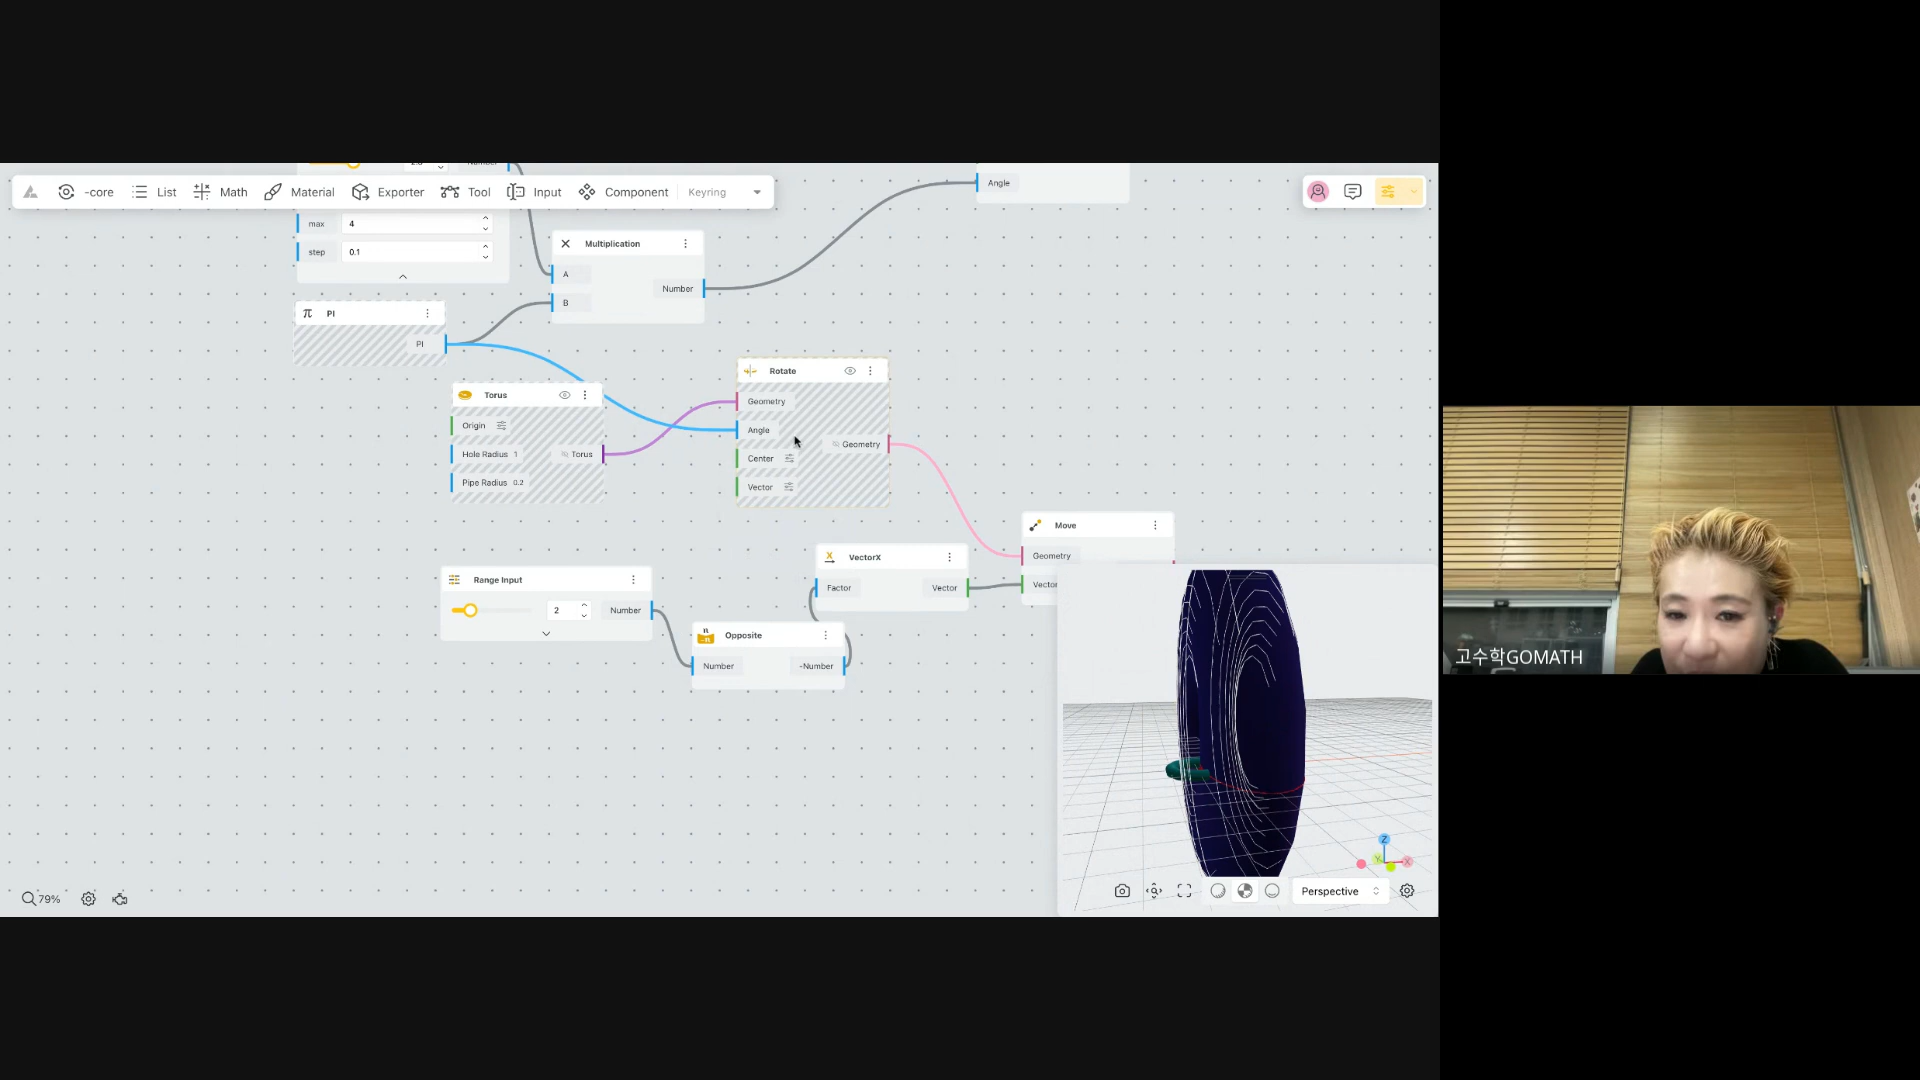 -core List Math Material Exporter Tool Input Component Keyring
max 4
step 0.1
Multiplication
A
B
Number
Angle
PI
PI
Torus
Origin
Hole Radius 1
Pipe Radius 0.2
Torus
Rotate
Geometry
Angle
Center
Vector
Geometry
Move
Geometry
Vector
VectorX
Factor Vector
Range Input
2 Number
Opposite
Number -Number
Z
Y
X
Perspective
79%
고수학GOMATH